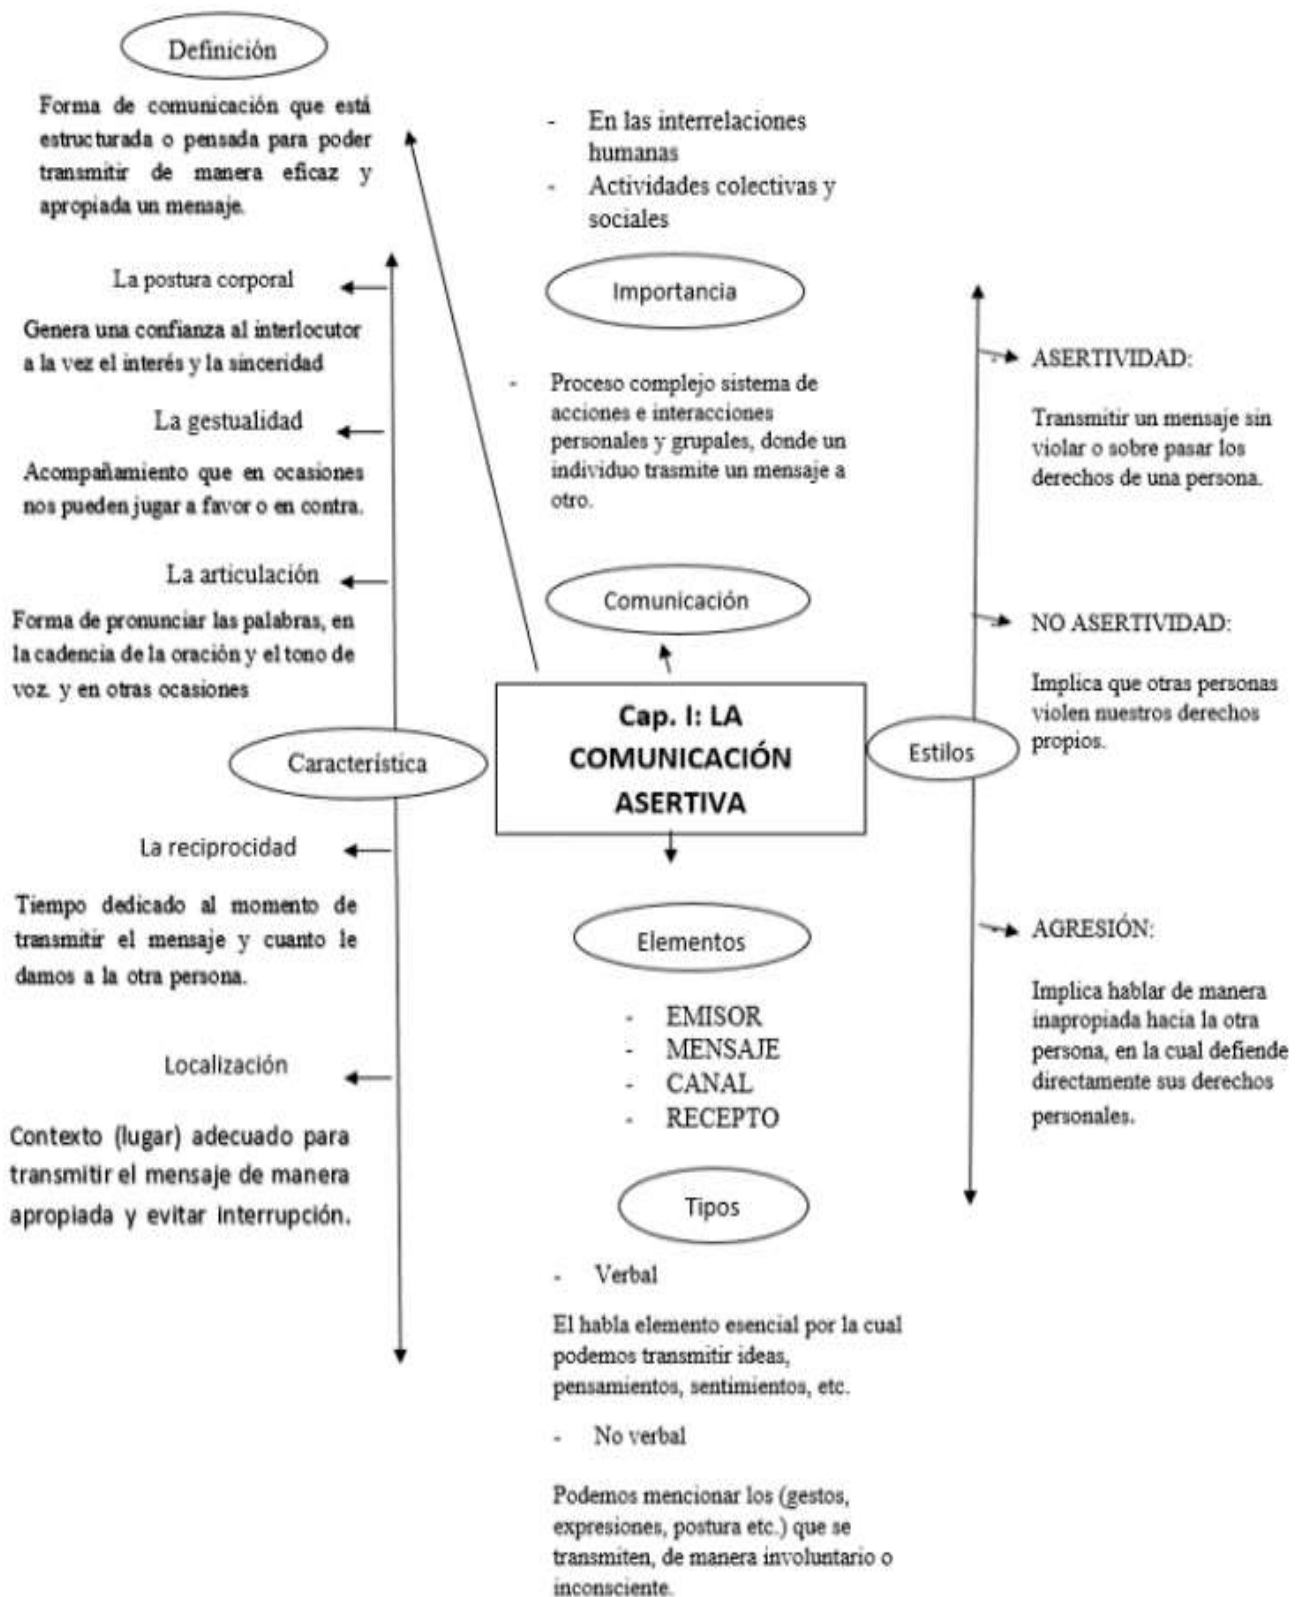 Definición
Forma de comunicación que está
estructurada o pensada para poder
transmitir de manera eficaz y
apropiada un mensaje.
La postura corporal
Genera una confianza al interlocutor
a la vez el interés y la sinceridad
La gestualidad
Acompañamiento que en ocasiones
nos pueden jugar a favor o en contra.
La articulación
Forma de pronunciar las palabras, en
la cadencia de la oración y el tono de
voz. y en otras ocasiones
Característica
La reciprocidad
Tiempo dedicado al momento de
transmitir el mensaje y cuanto le
damos a la otra persona.
Localización
Contexto (lugar) adecuado para
transmitir el mensaje de manera
apropiada y evitar interrupción.
- En las interrelaciones
humanas
- Actividades colectivas y
sociales
Importancia
- Proceso complejo sistema de
acciones e interacciones
personales y grupales, donde un
individuo trasmite un mensaje a
otro.
Comunicación
Cap. I: LA
COMUNICACIÓN
ASERTIVA
Elementos
- EMISOR
- MENSAJE
- CANAL
- RECEPTO
Tipos
- Verbal
El habla elemento esencial por la cual
podemos transmitir ideas,
pensamientos, sentimientos, etc.
- No verbal
Podemos mencionar los (gestos,
expresiones, postura etc.) que se
transmiten, de manera involuntario o
inconsciente.
Estilos
- ASERTIVIDAD:
Transmitir un mensaje sin
violar o sobre pasar los
derechos de una persona.
- NO ASERTIVIDAD:
Implica que otras personas
violen nuestros derechos
propios.
- AGRESIÓN:
Implica hablar de manera
inapropiada hacia la otra
persona, en la cual defiende
directamente sus derechos
personales.